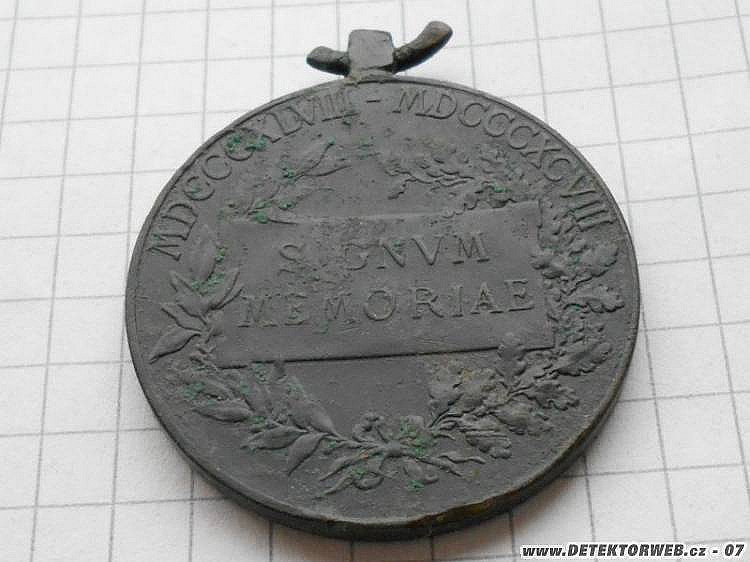 MDCCCXLVIII - MDCCCXCVIII
SIGNVM
MEMORIAE
www.DETEKTORWEB.cz - 07